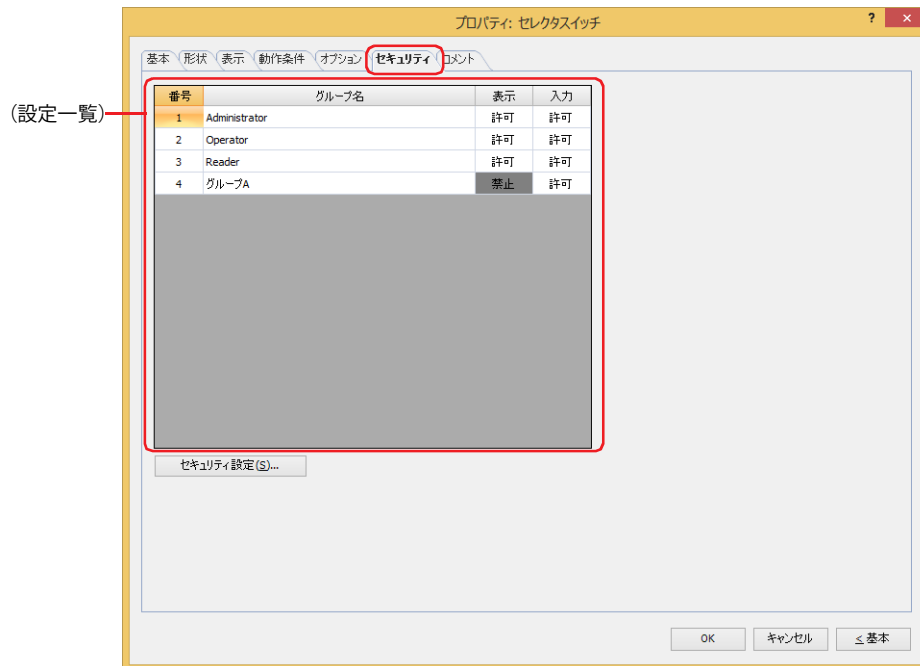 プロパティ: セレクタスイッチ
? ×
基本 形状 表示 動作条件 オプション セキュリティ コメント
(設定一覧)
番号 グループ名 表示 入力
1 Administrator 許可 許可
2 Operator 許可 許可
3 Reader 許可 許可
4 グループA 禁止 許可
セキュリティ設定(S)...
OK キャンセル <基本